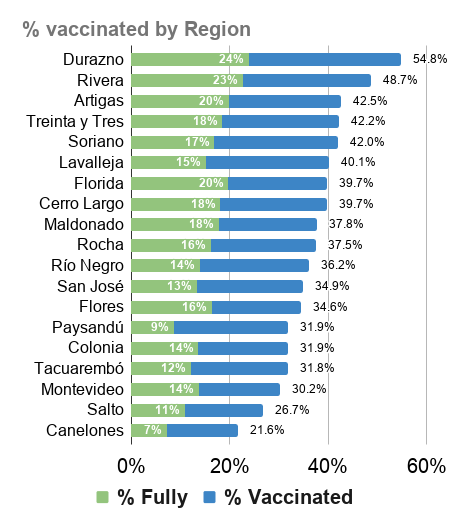 % vaccinated by Region
Durazno 24% 54.8%
Rivera 23% 48.7%
Artigas 20% 42.5%
Treinta y Tres 18% 42.2%
Soriano 17% 42.0%
Lavalleja 15% 40.1%
Florida 20% 39.7%
Cerro Largo 18% 39.7%
Maldonado 18% 37.8%
Rocha 16% 37.5%
Río Negro 14% 36.2%
San José 13% 34.9%
Flores 16% 34.6%
Paysandú 9% 31.9%
Colonia 14% 31.9%
Tacuarembó 12% 31.8%
Montevideo 14% 30.2%
Salto 11% 26.7%
Canelones 7% 21.6%
0% 20% 40% 60%
% Fully % Vaccinated